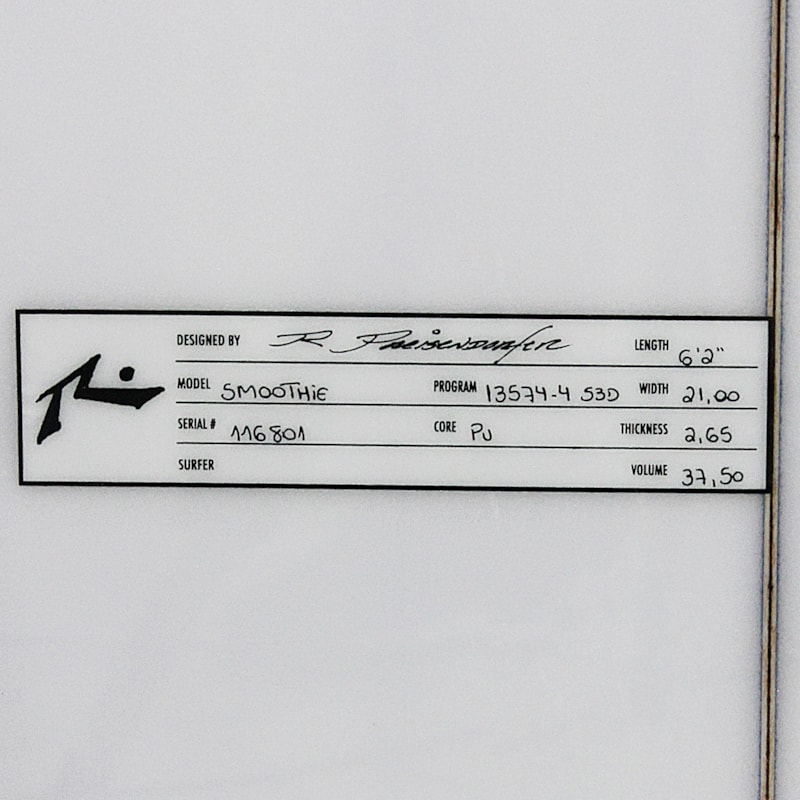 DESIGNED BY R Preisendorfer LENGTH 6'2"
MODEL SMOOTHiE PROGRAM 13574-4 S3D WIDTH 21,00
SERIAL # 116801 CORE PU THICKNESS 2,65
SURFER VOLUME 37,50